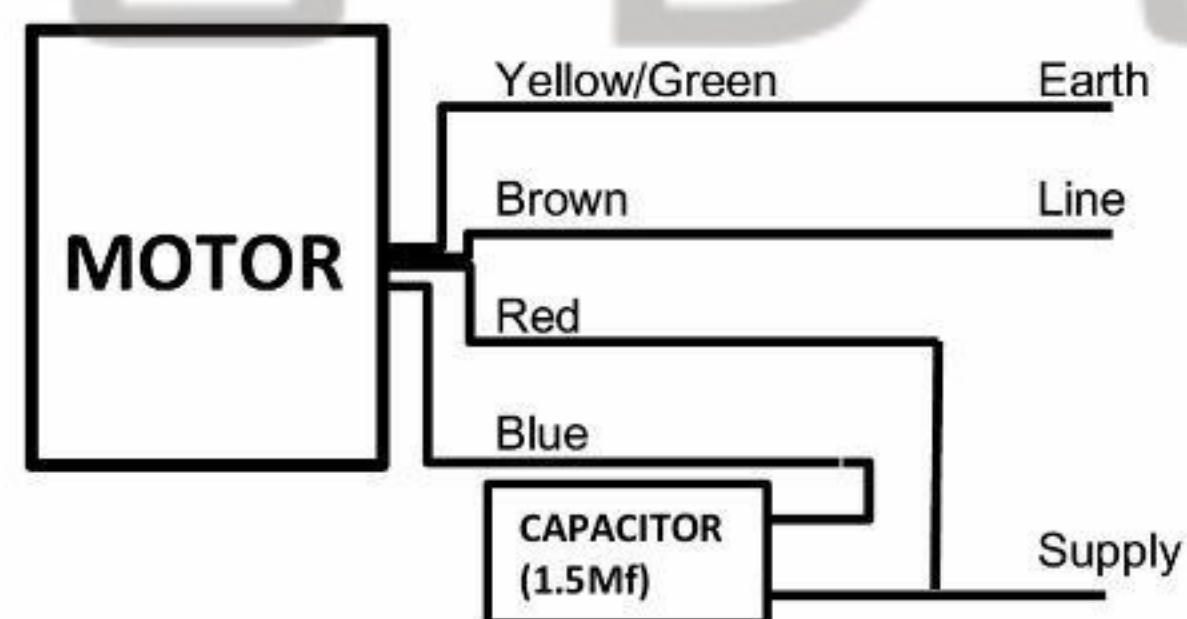 Yellow/Green Earth
Brown Line
MOTOR
Red
Blue
CAPACITOR
(1.5Mf)
Supply